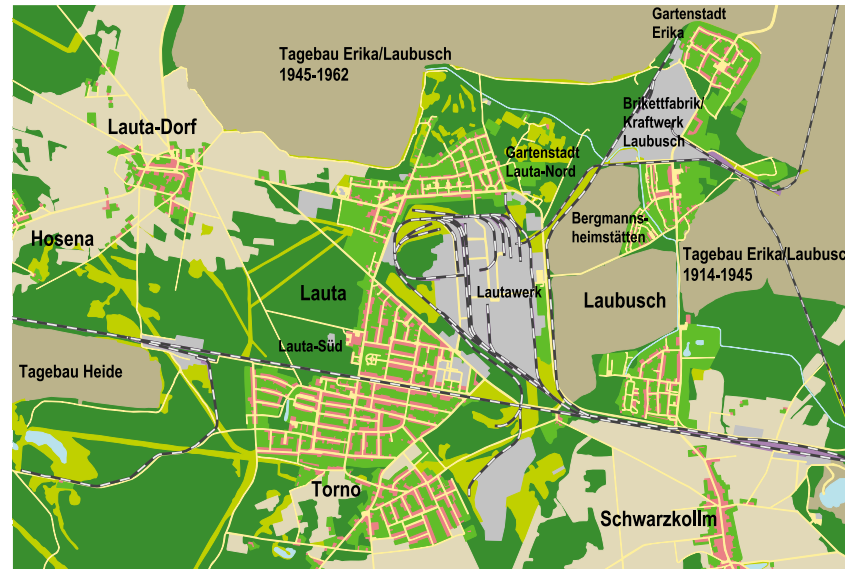 Gartenstadt
Erika
Tagebau Erika/Laubusch
1945-1962
Brikettfabrik/
Kraftwerk
Laubusch
Lauta-Dorf
Gartenstadt
Lauta-Nord
Bergmanns-
heimstätten
Hosena
Tagebau Erika/Laubusc
1914-1945
Lauta
Lautawerk
Laubusch
Lauta-Süd
Tagebau Heide
Torno
Schwarzkollm